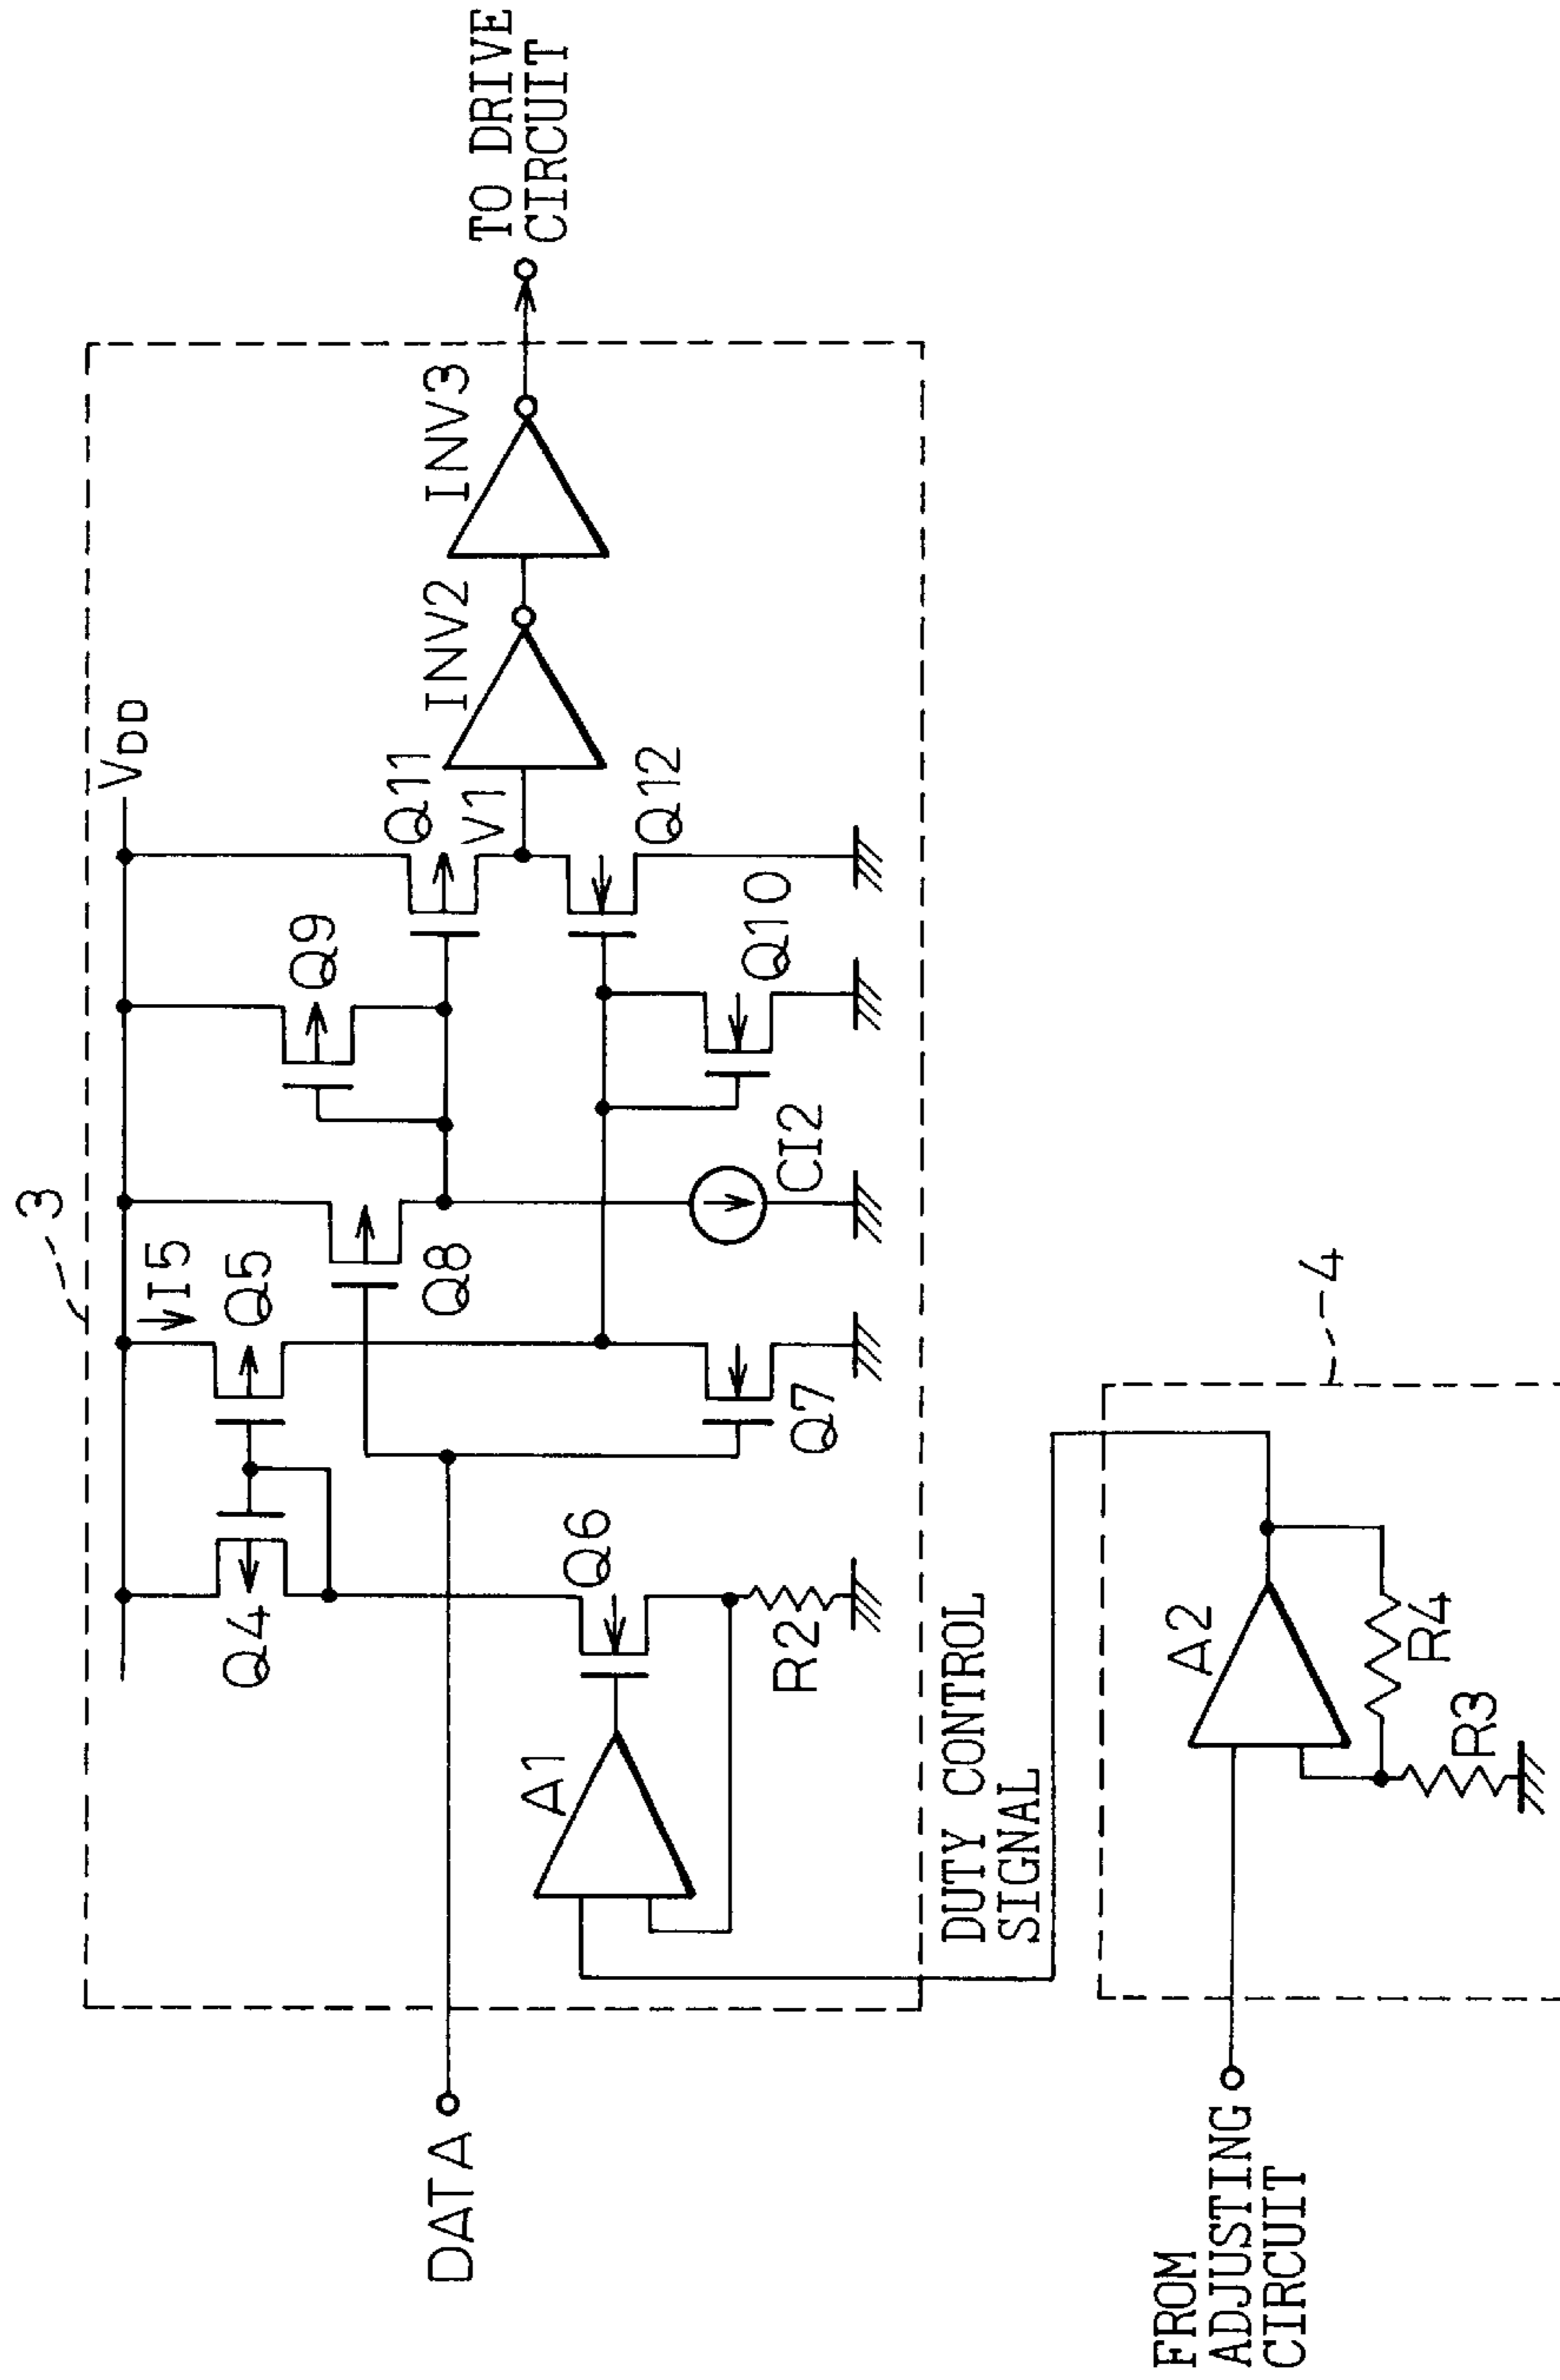 3
VDD
I5
Q4
Q5
Q9
Q11
V1
INV2
INV3
TO DRIVE
CIRCUIT
Q8
DATA
Q6
A1
R2
Q7
CI2
Q10
Q12
DUTY CONTROL
SIGNAL
4
A2
R4
R3
FROM
ADJUSTING
CIRCUIT